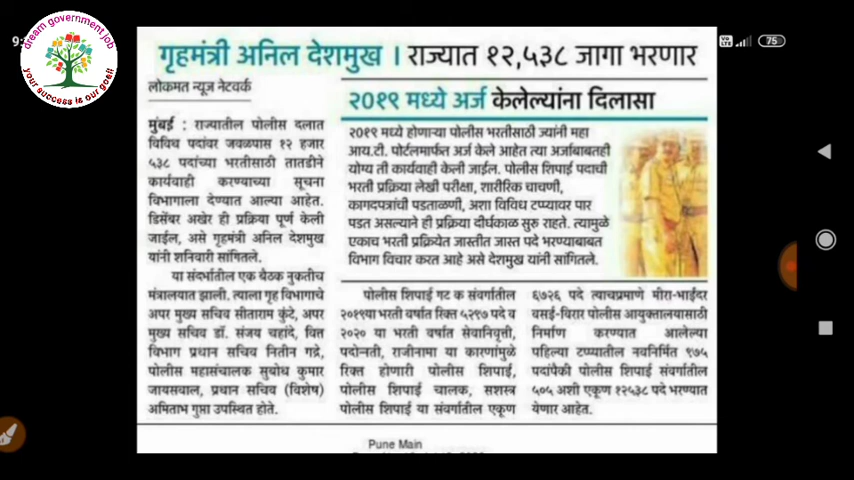 dream government job
your success is our goal!
9:
75
गृहमंत्री अनिल देशमुख । राज्यात १२,५३८ जागा भरणार
लोकमत न्यूज नेटवर्क
मुंबई : राज्यातील पोलीस दलात
विविध पदांवर जवळपास १२ हजार
५३८ पदांच्या भरतीसाठी तातडीने
कार्यवाही करण्याच्या सूचना
विभागाला देण्यात आल्या आहेत.
डिसेंबर अखेर ही प्रक्रिया पूर्ण केली
जाईल, असे गृहमंत्री अनिल देशमुख
यांनी शनिवारी सांगितले.
या संदर्भातील एक बैठक नुकतीच
मंत्रालयात झाली. त्याला गृह विभागाचे
अपर मुख्य सचिव सीताराम कुंटे, अपर
मुख्य सचिव डॉ. संजय चहांदे, वित्त
विभाग प्रधान सचिव नितीन गद्रे,
पोलीस महासंचालक सुबोध कुमार
जायसवाल, प्रधान सचिव (विशेष)
अमिताभ गुप्ता उपस्थित होते.
२०१९ मध्ये अर्ज केलेल्यांना दिलासा
२०१९ मध्ये होणाऱ्या पोलीस भरतीसाठी ज्यांनी महा
आय.टी. पोर्टलमार्फत अर्ज केले आहेत त्या अर्जाबाबतही
योग्य ती कार्यवाही केली जाईल. पोलीस शिपाई पदाची
भरती प्रक्रिया लेखी परीक्षा, शारीरिक चाचणी,
कागदपत्रांची पडताळणी, अशा विविध टप्प्यावर पार
पडत असल्याने ही प्रक्रिया दीर्घकाळ सुरु राहते. त्यामुळे
एकाच भरती प्रक्रियेत जास्तीत जास्त पदे भरण्याबाबत
विभाग विचार करत आहे असे देशमुख यांनी सांगितले.
पोलीस शिपाई गट क संवर्गातील
२०१९या भरती वर्षात रिक्त ५२९७ पदे व
२०२० या भरती वर्षात सेवानिवृत्ती,
पदोन्नती, राजीनामा या कारणांमुळे
रिक्त होणारी पोलीस शिपाई,
पोलीस शिपाई चालक, सशस्त्र
पोलीस शिपाई या संवर्गातील एकूण
६७२६ पदे त्याचप्रमाणे मीरा-भाईंदर
वसई-विरार पोलीस आयुक्तालयासाठी
निर्माण करण्यात आलेल्या
पहिल्या टप्प्यातील नवनिर्मित ९७५
पदांपैकी पोलीस शिपाई संवर्गातील
५०५ अशी एकूण १२५३८ पदे भरण्यात
येणार आहेत.
Pune Main